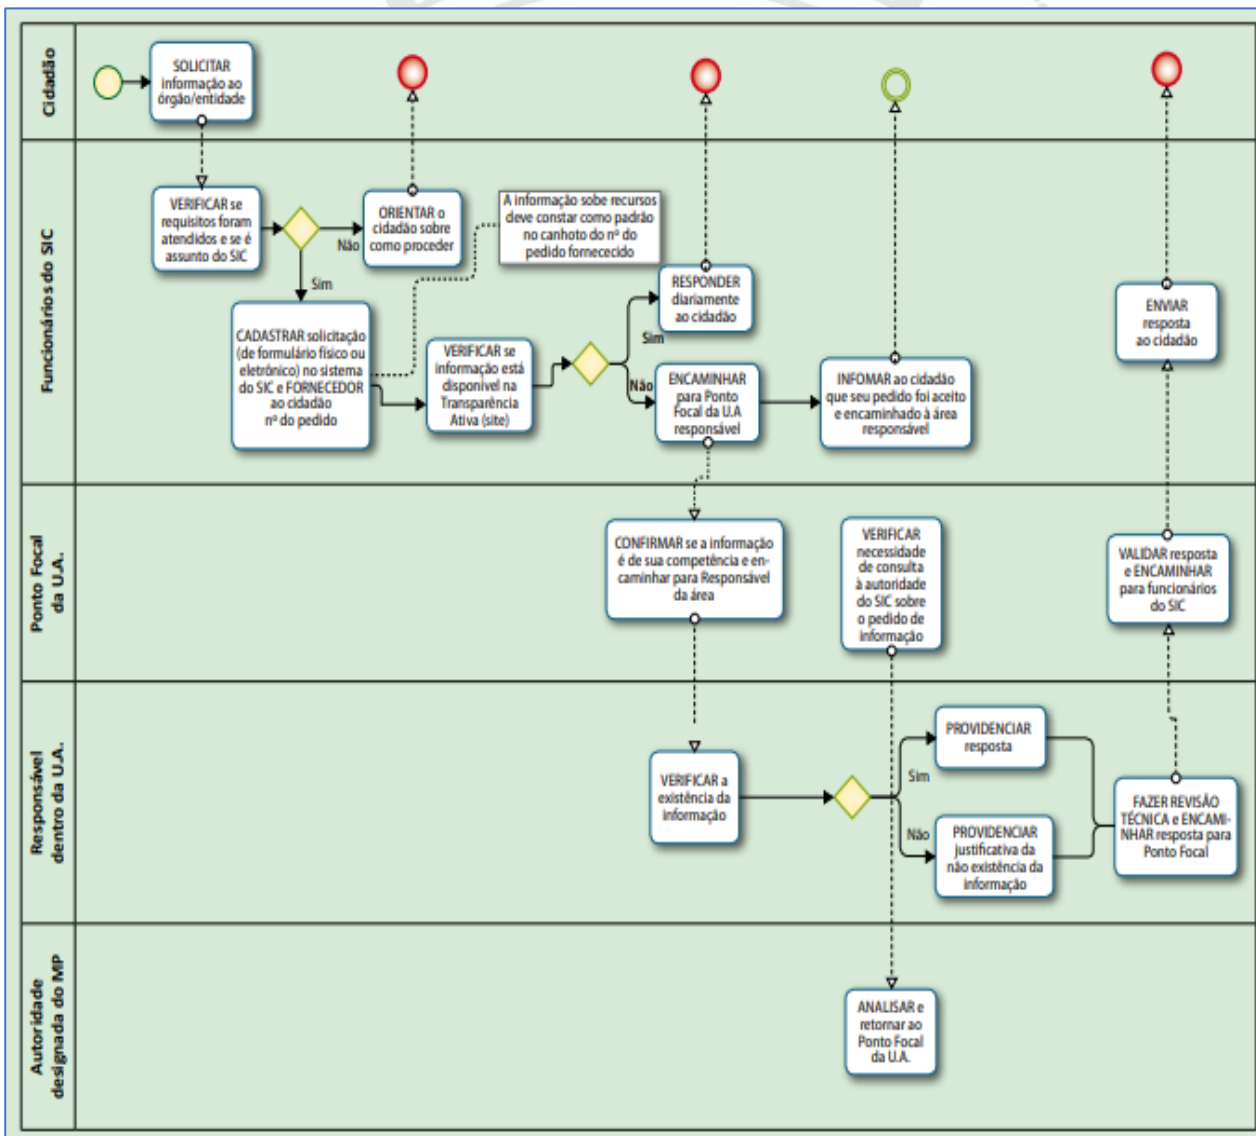 Cidadão
SOLICITAR
informação ao
órgão/entidade
Funcionários do SIC
VERIFICAR se
requisitos foram
atendidos e se é
assunto do SIC
Não
Sim
ORIENTAR o
cidadão sobre
como proceder
A informação sobe recursos
deve constar como padrão
no canhoto do nº do
pedido fornececido
CADASTRAR solicitação
(de formulário físico ou
eletrônico) no sistema
do SIC e FORNECEDOR
ao cidadão
nº do pedido
VERIFICAR se
informação está
disponível na
Transparência
Ativa (site)
Sim
Não
RESPONDER
diariamente
ao cidadão
ENCAMINHAR
para Ponto
Focal da U.A
responsável
INFOMAR ao cidadão
que seu pedido foi aceito
e encaminhado à área
responsável
ENVIAR
resposta
ao cidadão
Ponto Focal
da U.A.
CONFIRMAR se a informação
é de sua competência e en-
caminhar para Responsável
da área
VERIFICAR
necessidade
de consulta
à autoridade
do SIC sobre
o pedido de
informação
VALIDAR resposta
e ENCAMINHAR
para funcionários
do SIC
Responsável
dentro da U.A.
VERIFICAR a
existência da
informação
Sim
Não
PROVIDENCIAR
resposta
PROVIDENCIAR
justificativa da
não existência da
informação
FAZER REVISÃO
TÉCNICA e ENCAMI-
NHAR resposta para
Ponto Focal
Autoridade
designada do MP
ANALISAR e
retornar ao
Ponto Focal
da U.A.